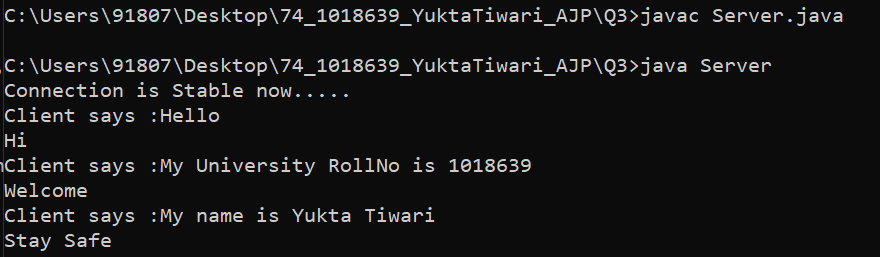 C:\Users\91807\Desktop\74_1018639_YuktaTiwari_AJP\Q3>javac Server.java
C:\Users\91807\Desktop\74_1018639_YuktaTiwari_AJP\Q3>java Server
Connection is Stable now.....
Client says :Hello
Hi
Client says :My University RollNo is 1018639
Welcome
Client says :My name is Yukta Tiwari
Stay Safe